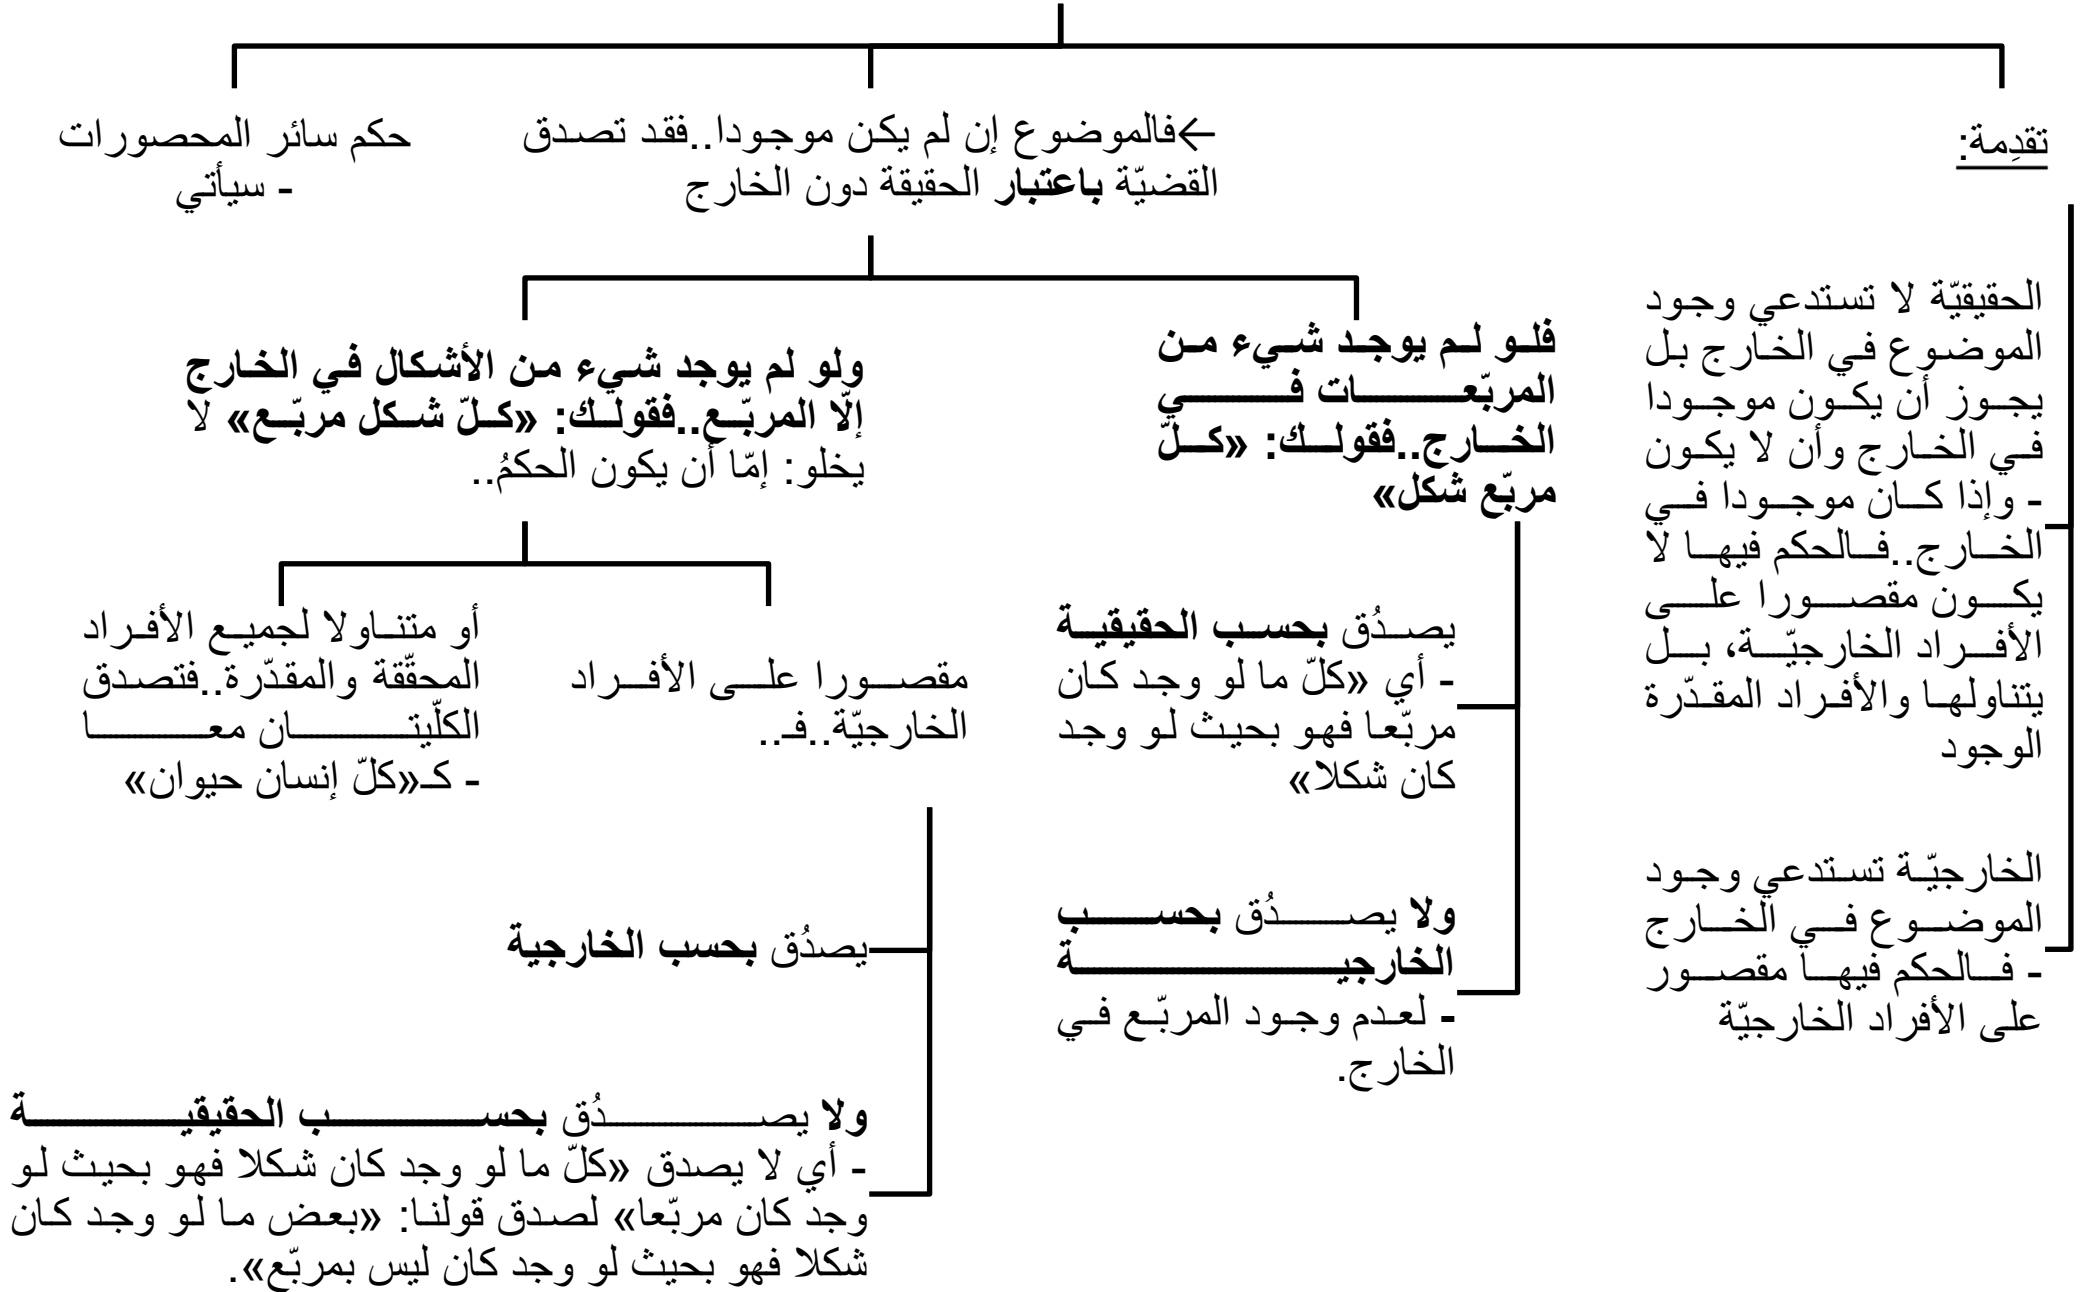 تقدِمة:
الحقيقيّة لا تستدعي وجود
الموضوع في الخارج بل
يجوز أن يكون موجودا
في الخارج وأن لا يكون
- وإذا كان موجودا في
الخارج..فالحكم فيها لا
يكون مقصورا على
الأفراد الخارجيّة، بل
يتناولها والأفراد المقدّرة
الوجود
الخارجيّة تستدعي وجود
الموضوع في الخارج
- فالحكم فيها مقصور
على الأفراد الخارجيّة
←فالموضوع إن لم يكن موجودا..فقد تصدق
القضيّة باعتبار الحقيقة دون الخارج
فلو لم يوجد شيء من
المربّعات في
الخارج..فقولك: «كلّ
مربّع شكل»
يصدُق بحسب الحقيقية
- أي «كلّ ما لو وجد كان
مربّعا فهو بحيث لو وجد
كان شكلا»
ولا يصدُق بحسب
الخارجية
- لعدم وجود المربّع في
الخارج.
ولو لم يوجد شيء من الأشكال في الخارج
إلّا المربّع..فقولك: «كلّ شكل مربّع» لا
يخلو: إمّا أن يكون الحكمُ..
مقصورا على الأفراد
الخارجيّة..فـ..
يصدُق بحسب الخارجية
ولا يصدُق بحسب الحقيقية
- أي لا يصدق «كلّ ما لو وجد كان شكلا فهو بحيث لو
وجد كان مربّعا» لصدق قولنا: «بعض ما لو وجد كان
شكلا فهو بحيث لو وجد كان ليس بمربّع».
أو متناولا لجميع الأفراد
المحقّقة والمقدّرة..فتصدق
الكلّيتان معا
- كـ«كلّ إنسان حيوان»
حكم سائر المحصورات
- سيأتي